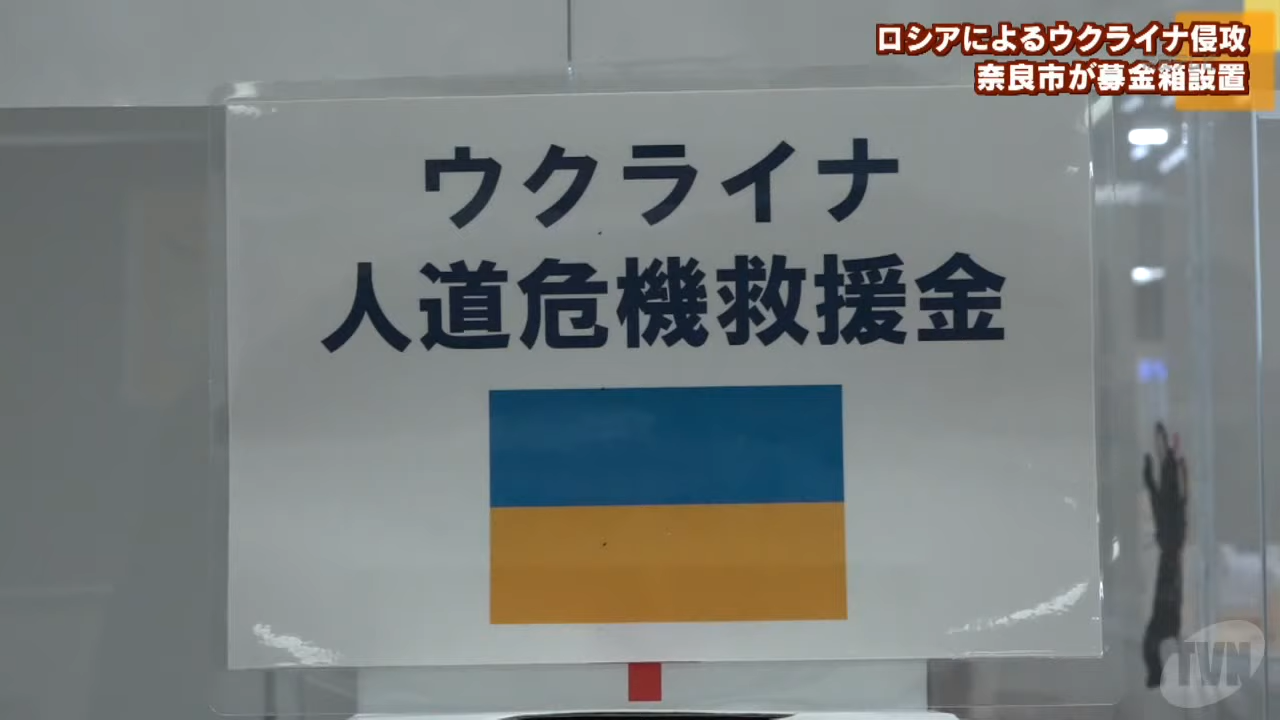 ロシアによるウクライナ侵攻
奈良市が募金箱設置
ウクライナ
人道危機救援金
TVN